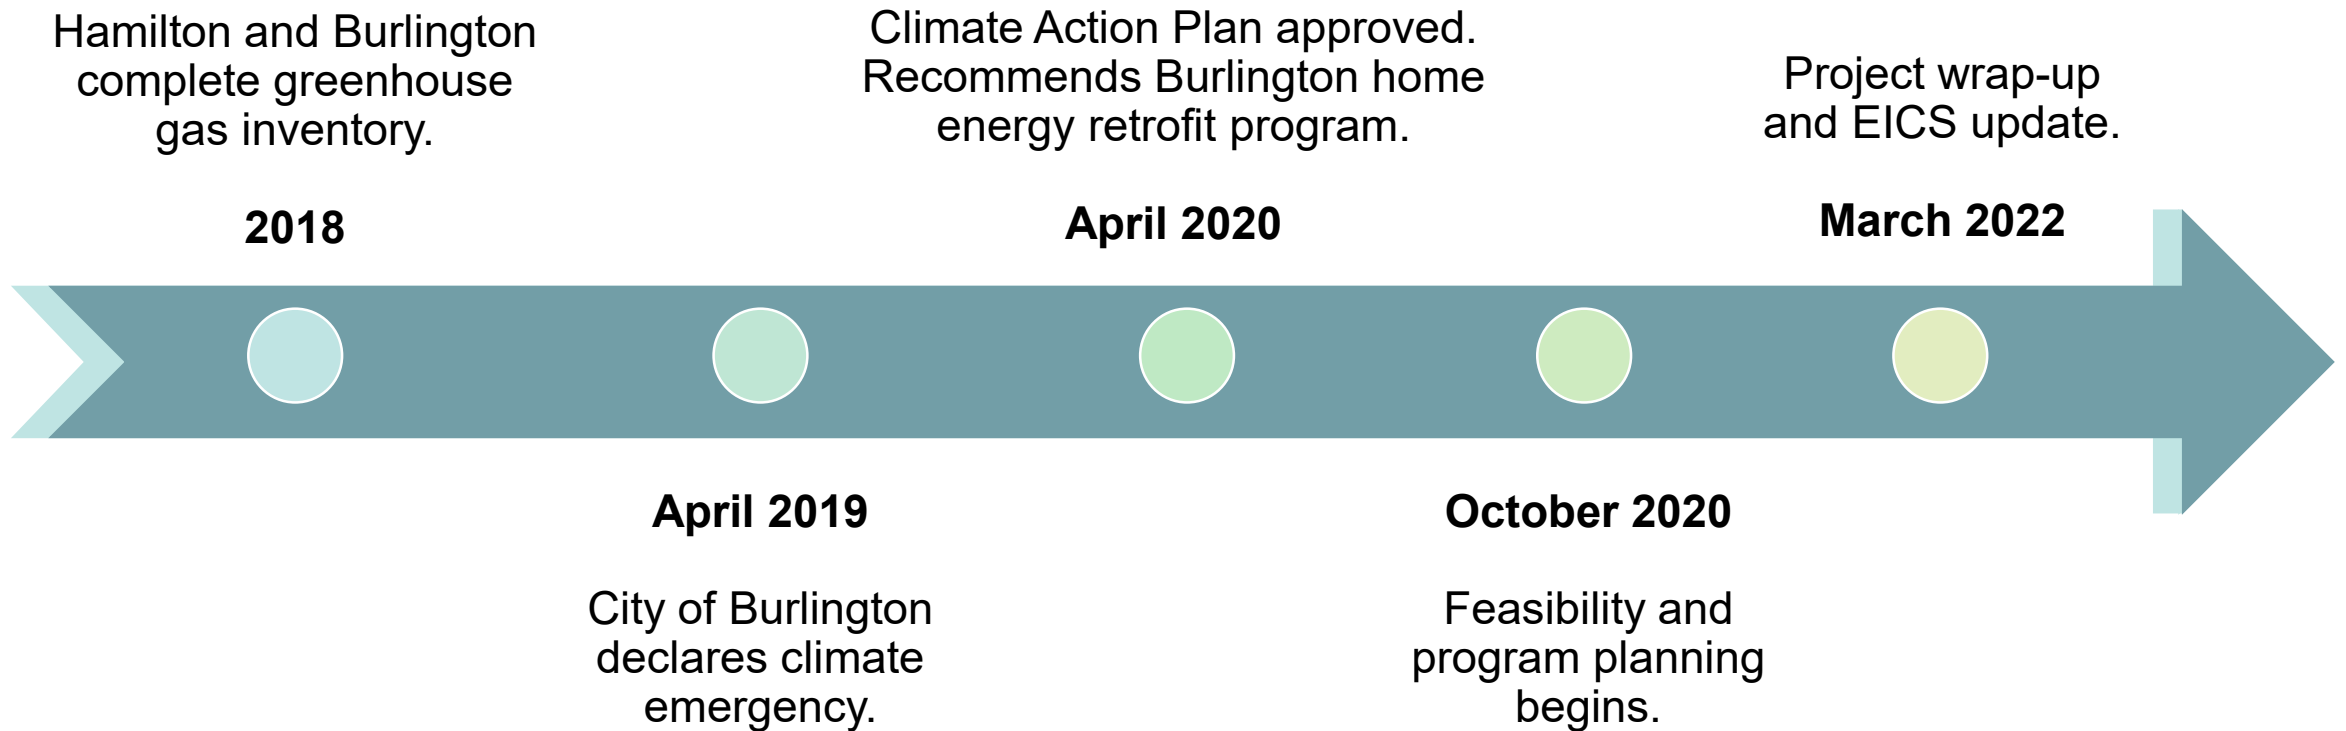 Hamilton and Burlington
complete greenhouse
gas inventory.
2018
April 2019
City of Burlington
declares climate
emergency.
Climate Action Plan approved.
Recommends Burlington home
energy retrofit program.
April 2020
October 2020
Feasibility and
program planning
begins.
Project wrap-up
and EICS update.
March 2022